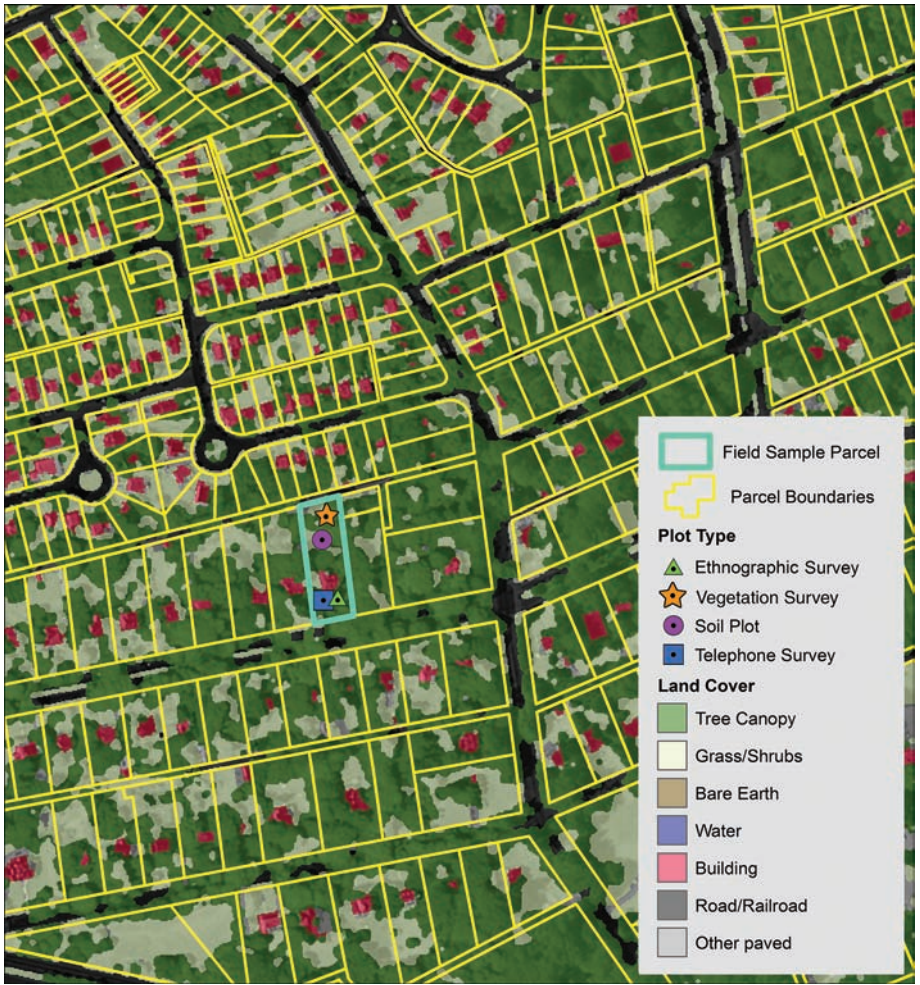 Field Sample Parcel
Parcel Boundaries
Plot Type
Ethnographic Survey
Vegetation Survey
Soil Plot
Telephone Survey
Land Cover
Tree Canopy
Grass/Shrubs
Bare Earth
Water
Building
Road/Railroad
Other paved